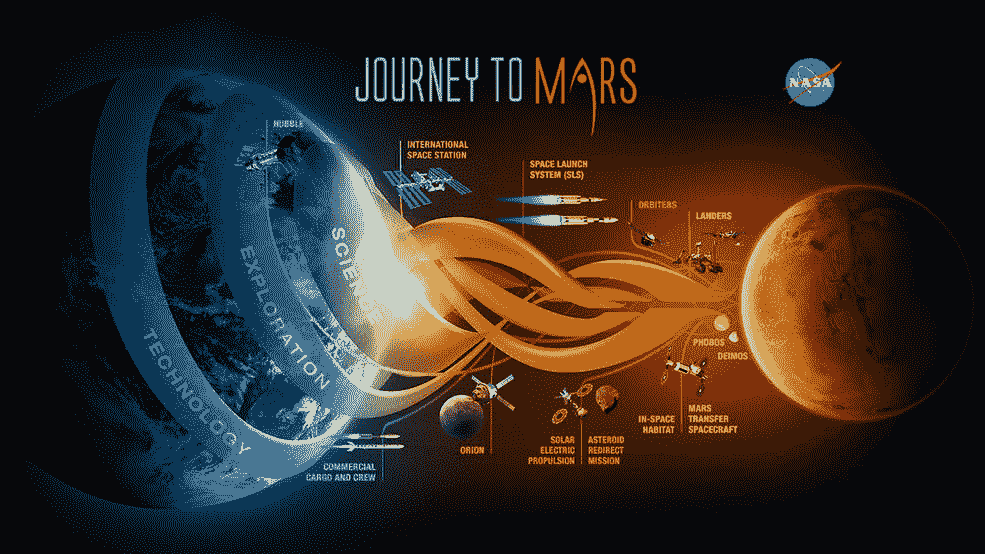 JOURNEY TO MARS
NASA
HUBBLE
INTERNATIONAL
SPACE STATION
SPACE LAUNCH
SYSTEM (SLS)
ORBITERS
LANDERS
SCIENCE
EXPLORATION
TECHNOLOGY
PHOBOS
DEIMOS
COMMERCIAL
CARGO AND CREW
ORION
SOLAR
ELECTRIC
PROPULSION
ASTEROID
REDIRECT
MISSION
IN-SPACE
HABITAT
MARS
TRANSFER
SPACECRAFT